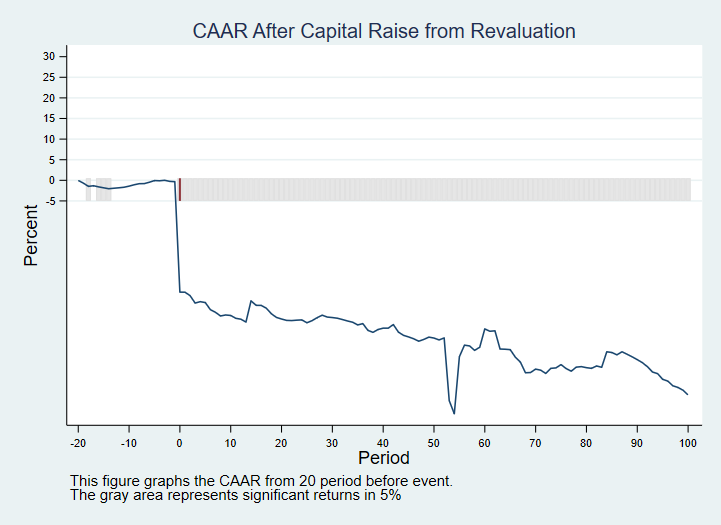 CAAR After Capital Raise from Revaluation
30
25
20
15
10
5
0
-5
Percent
-20 -10 0 10 20 30 40 50 60 70 80 90 100
Period
This figure graphs the CAAR from 20 period before event.
The gray area represents significant returns in 5%